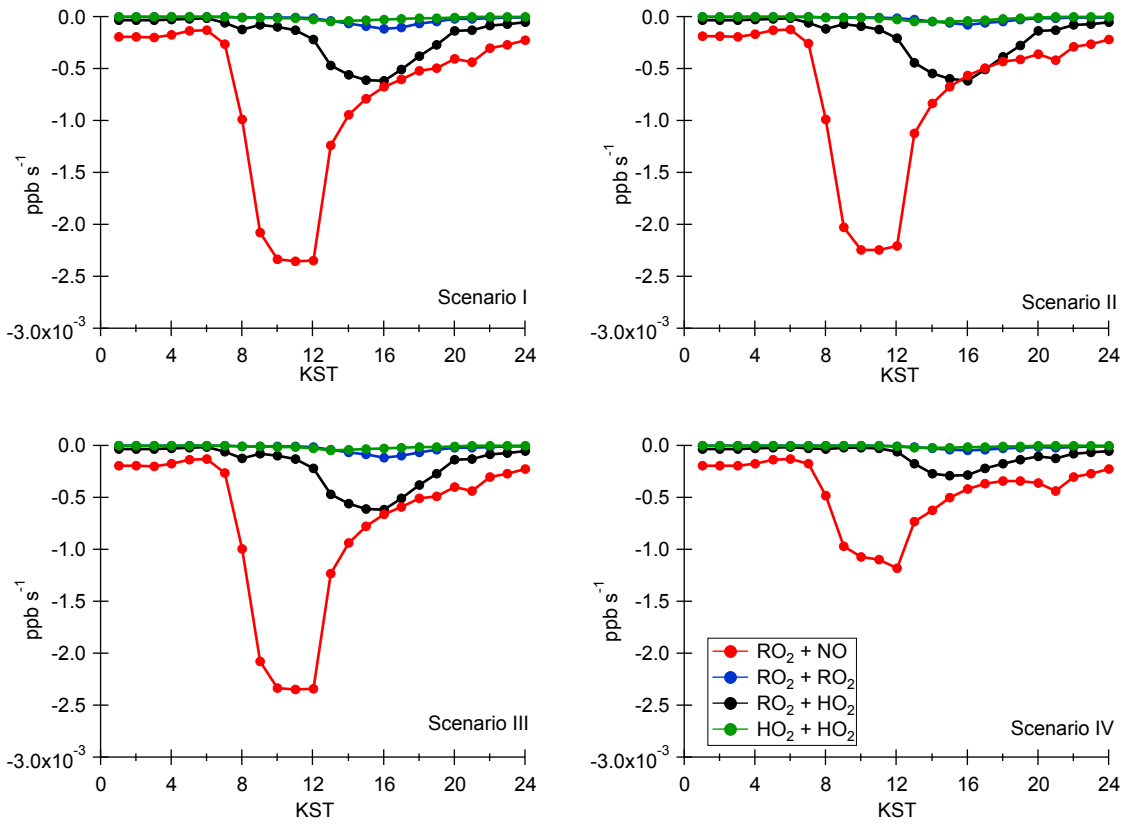 0.0
-0.5
-1.0
-1.5
-2.0
-2.5
-3.0x10⁻³
ppb s⁻¹
0 4 8 12 16 20 24
KST
Scenario I
0.0
-0.5
-1.0
-1.5
-2.0
-2.5
-3.0x10⁻³
ppb s⁻¹
0 4 8 12 16 20 24
KST
Scenario II
0.0
-0.5
-1.0
-1.5
-2.0
-2.5
-3.0x10⁻³
ppb s⁻¹
0 4 8 12 16 20 24
KST
Scenario III
0.0
-0.5
-1.0
-1.5
-2.0
-2.5
-3.0x10⁻³
ppb s⁻¹
0 4 8 12 16 20 24
KST
RO₂ + NO
RO₂ + RO₂
RO₂ + HO₂
HO₂ + HO₂
Scenario IV